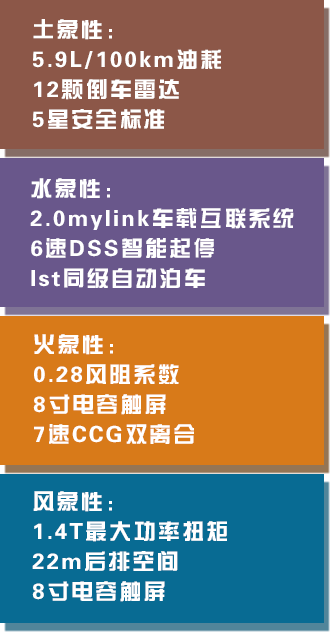 土象性：
5.9L/100km油耗
12颗倒车雷达
5星安全标准
水象性：
2.0mylink车载互联系统
6速DSS智能起停
Ist同级自动泊车
火象性：
0.28风阻系数
8寸电容触屏
7速CCG双离合
风象性：
1.4T最大功率扭矩
22m后排空间
8寸电容触屏